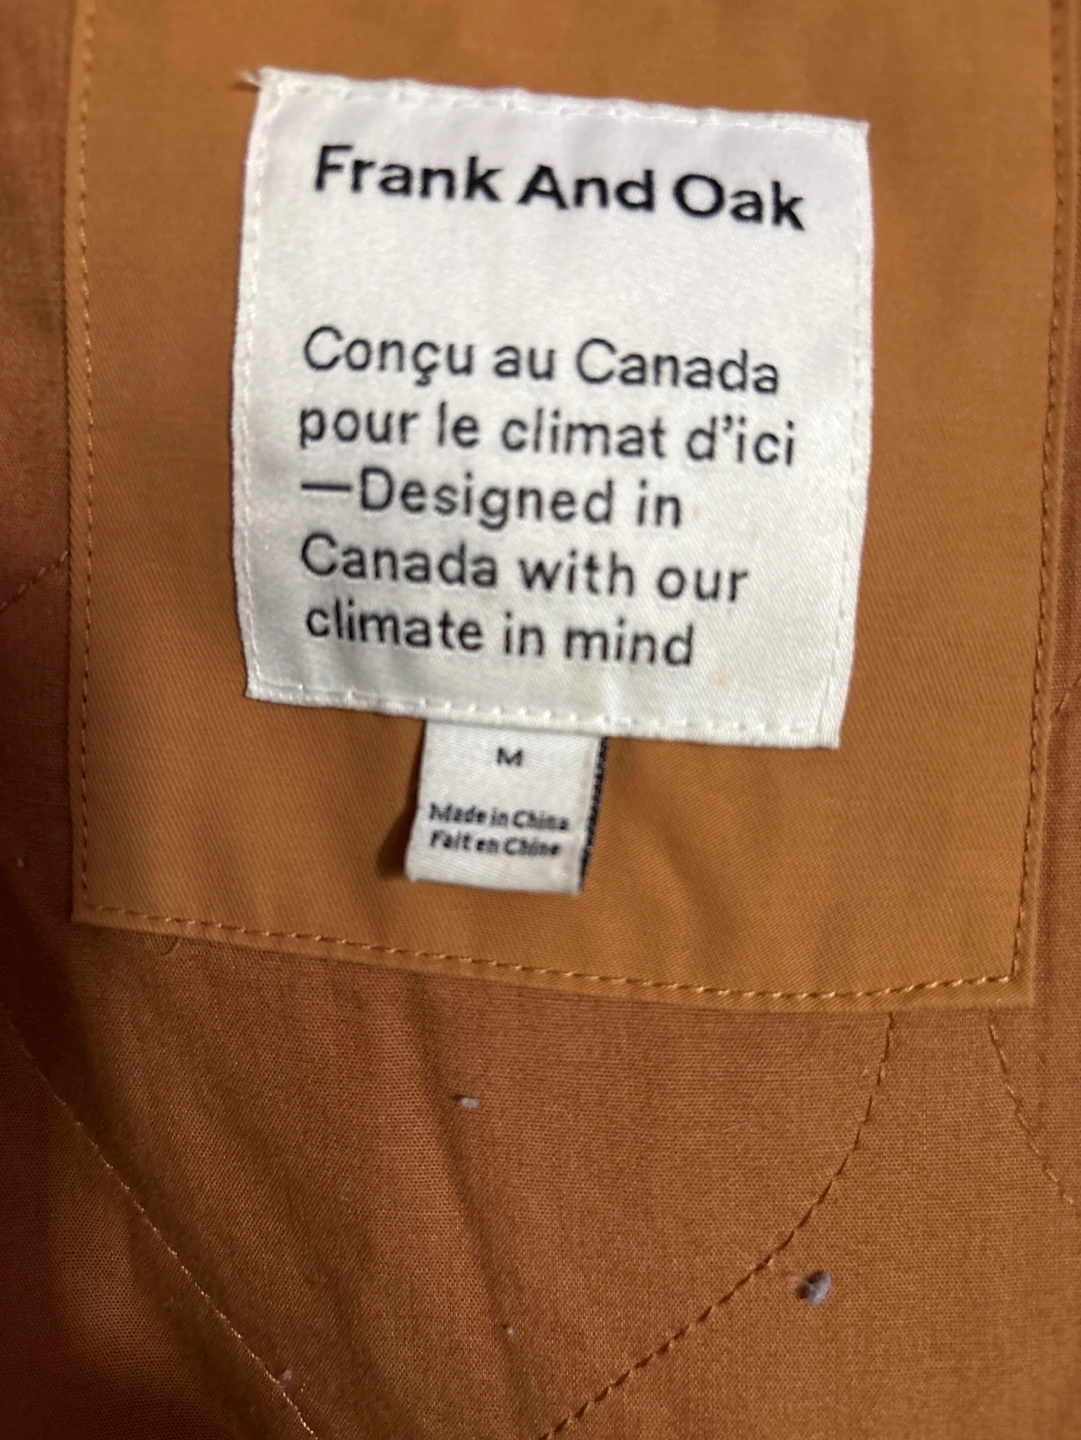 Frank And Oak
Conçu au Canada
pour le climat d'ici
—Designed in
Canada with our
climate in mind
M
Made in China
Fait en Chine